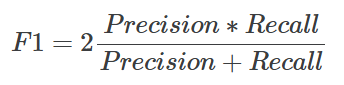 F1 = 2 Precision * Recall / Precision + Recall